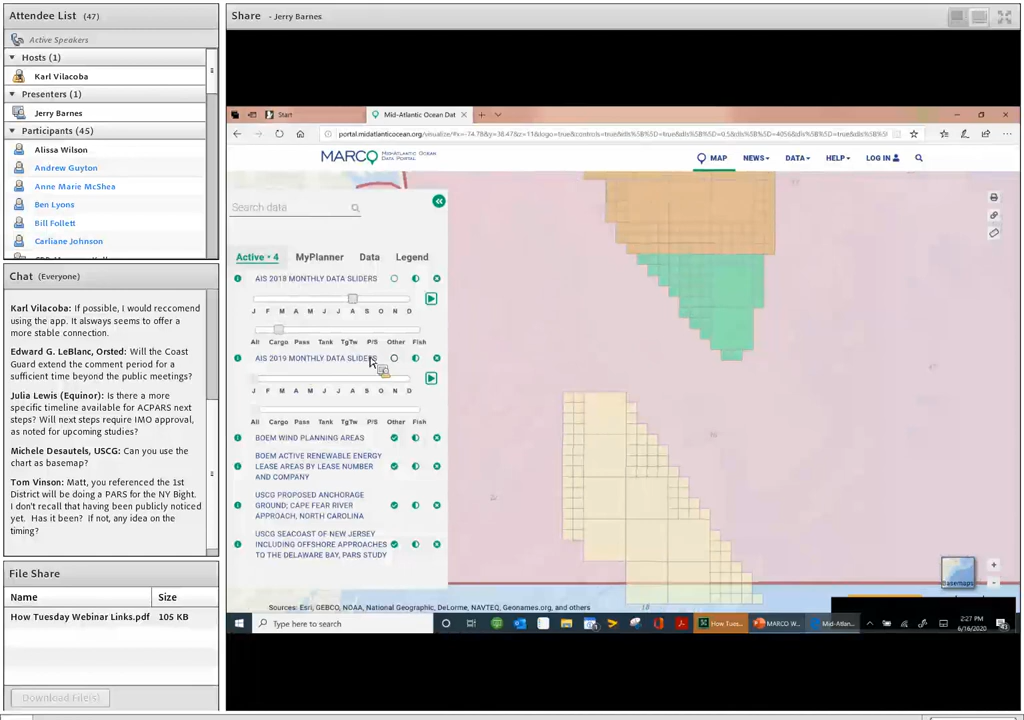 Attendee List (47)
Active Speakers
Hosts (1)
Karl Vilacoba
Presenters (1)
Jerry Barnes
Participants (45)
Alissa Wilson
Andrew Guyton
Anne Marie McShea
Ben Lyons
Bill Follett
Carliane Johnson
Chat (Everyone)
Karl Vilacoba: If possible, I would reccomend
using the app. It alsways seems to offer a
more stable connection.
Edward G. LeBlanc, Orsted: Will the Coast
Guard extend the comment period for a
sufficient time beyond the public meetings?
Julia Lewis (Equinor): Is there a more
specific timeline available for ACPARS next
steps? Will next steps require IMO approval,
as noted for upcoming studies?
Michele Desautels, USCG: Can you use the
chart as basemap?
Tom Vinson: Matt, you referenced the 1st
District will be doing a PARS for the NY Bight.
I don't recall that having been publicly noticed
yet. Has it been? If not, any idea on the
timing?
File Share
Name Size
How Tuesday Webinar Links.pdf 105 KB
Download File(s)
Share - Jerry Barnes
Start
Mid-Atlantic Ocean Dat
MARCO MID-ATLANTIC OCEAN
DATA PORTAL
MAP NEWS DATA HELP LOG IN
Search data
Active • 4 MyPlanner Data Legend
AIS 2018 MONTHLY DATA SLIDERS
J F M A M J J A S O N D
All Cargo Pass Tank TgTw P/S Other Fish
AIS 2019 MONTHLY DATA SLIDERS
J F M A M J J A S O N D
All Cargo Pass Tank TgTw P/S Other Fish
BOEM WIND PLANNING AREAS
BOEM ACTIVE RENEWABLE ENERGY
LEASE AREAS BY LEASE NUMBER
AND COMPANY
USCG PROPOSED ANCHORAGE
GROUND; CAPE FEAR RIVER
APPROACH, NORTH CAROLINA
USCG SEACOAST OF NEW JERSEY
INCLUDING OFFSHORE APPROACHES
TO THE DELAWARE BAY, PARS STUDY
Basemaps
Sources: Esri, GEBCO, NOAA, National Geographic, DeLorme, NAVTEQ, Geonames.org, and others
Type here to search
How Tues...
MARCO W...
Mid-Atlan...
2:27 PM
6/16/2020